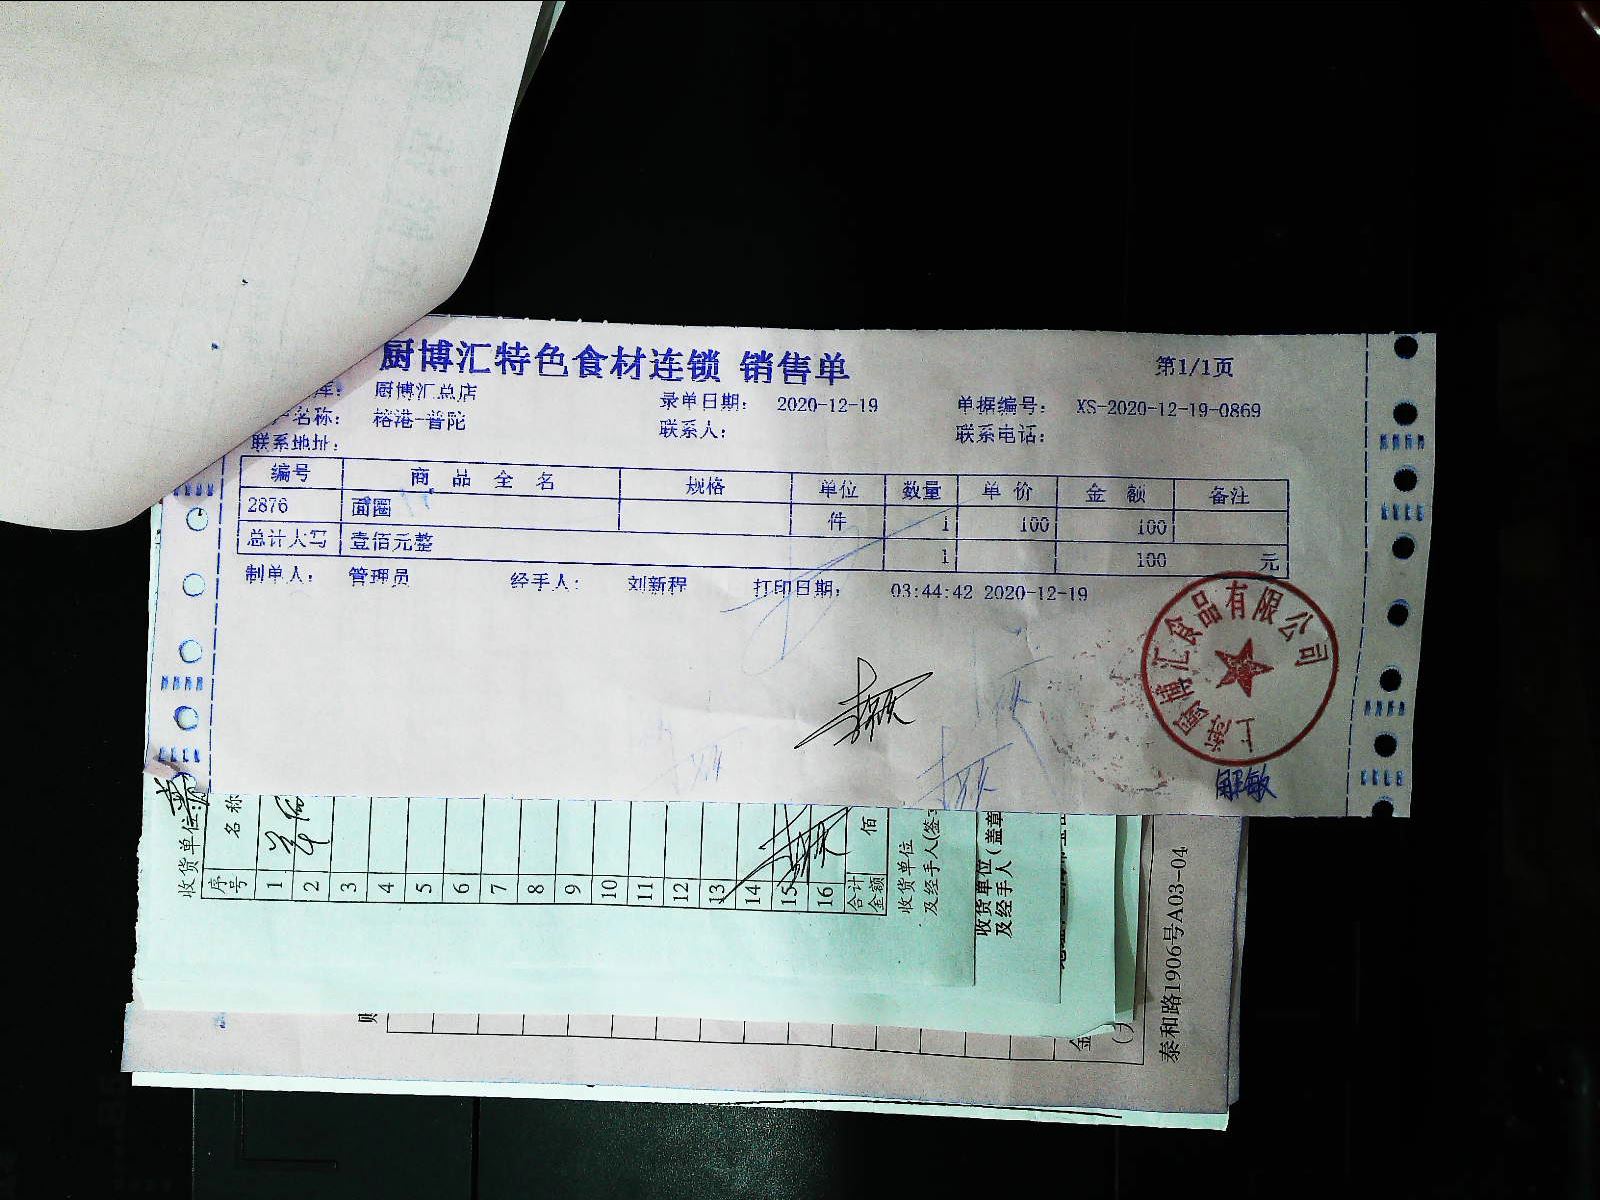 厨博汇特色食材连锁 销售单
第1/1页
库: 厨博汇总店
录单日期: 2020-12-19
单据编号: XS-2020-12-19-0869
名称: 榕港-普陀
联系人:
联系电话:
联系地址:
编号 商品全名 规格 单位 数量 单价 金额 备注
2876 面圈 件 1 100 100
总计大写 壹佰元整 1 100 元
制单人: 管理员 经手人: 刘新程 打印日期: 03:44:42 2020-12-19
上海厨博汇食品有限公司
收货单位:
序号 名称
1
2
3
4
5
6
7
8
9
10
11
12
13
14
15
16
合计金额 佰
收货单位
及经手人(签
收货单位(盖章
及经手人
泰和路1906号A03-04